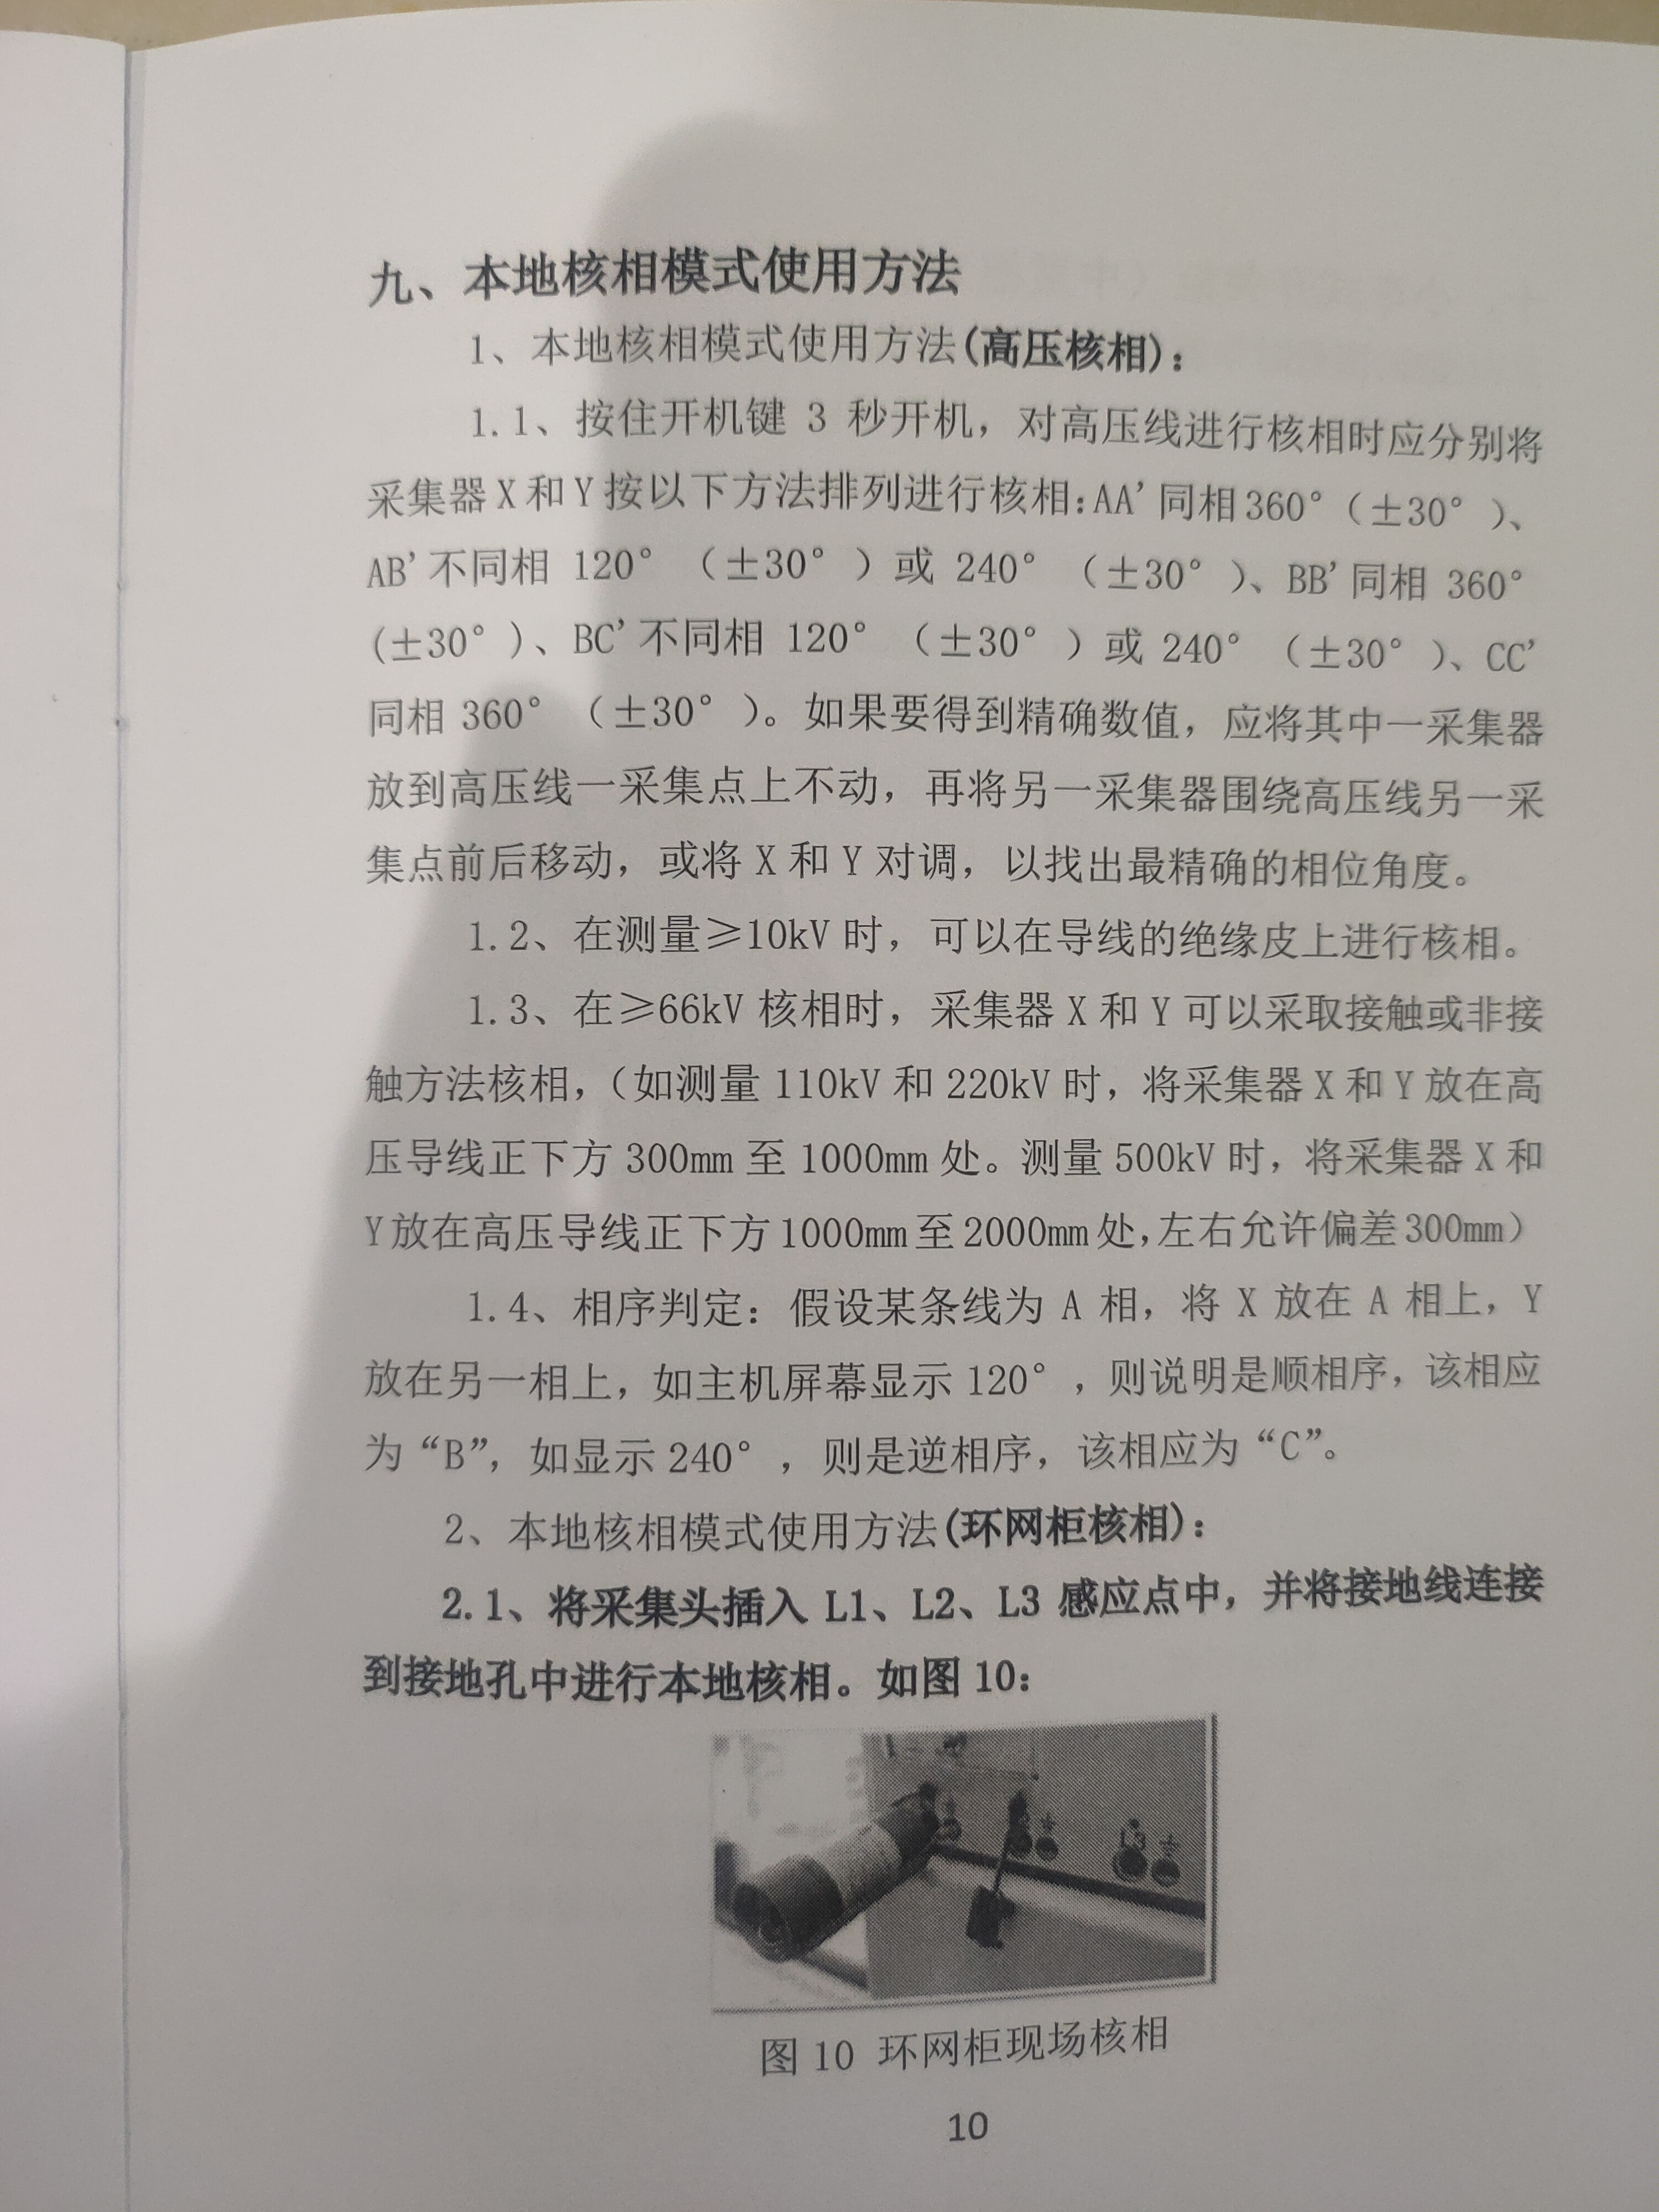 九、本地核相模式使用方法
1、本地核相模式使用方法(高压核相)：
1.1、按住开机键 3 秒开机，对高压线进行核相时应分别将
采集器 X 和 Y 按以下方法排列进行核相：AA’同相 360°（±30°）、
AB’不同相 120°（±30°）或 240°（±30°）、BB’同相 360°
(±30°)、BC’不同相 120°（±30°）或 240°（±30°）、CC’
同相 360°（±30°）。如果要得到精确数值，应将其中一采集器
放到高压线一采集点上不动，再将另一采集器围绕高压线另一采
集点前后移动，或将 X 和 Y 对调，以找出最精确的相位角度。
1.2、在测量≥10kV 时，可以在导线的绝缘皮上进行核相。
1.3、在≥66kV 核相时，采集器 X 和 Y 可以采取接触或非接
触方法核相，（如测量 110kV 和 220kV 时，将采集器 X 和 Y 放在高
压导线正下方 300mm 至 1000mm 处。测量 500kV 时，将采集器 X 和
Y 放在高压导线正下方 1000mm 至 2000mm 处，左右允许偏差 300mm）
1.4、相序判定：假设某条线为 A 相，将 X 放在 A 相上，Y
放在另一相上，如主机屏幕显示 120°，则说明是顺相序，该相应
为“B”，如显示 240°，则是逆相序，该相应为“C”。
2、本地核相模式使用方法(环网柜核相)：
2.1、将采集头插入 L1、L2、L3 感应点中，并将接地线连接
到接地孔中进行本地核相。如图 10：
L3
图 10 环网柜现场核相
10